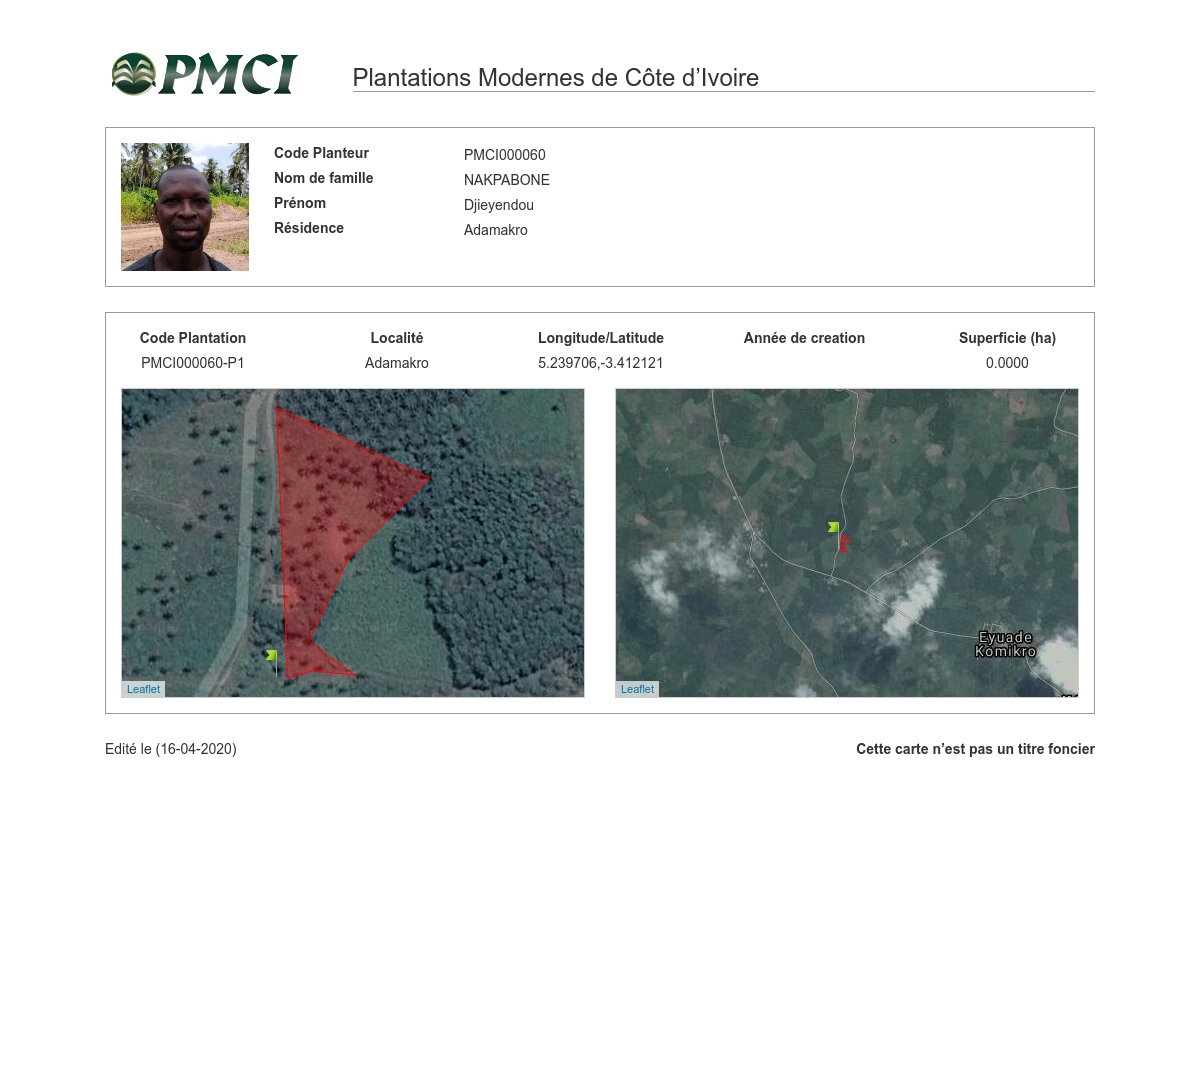 PMCI
Plantations Modernes de Côte d’Ivoire
Code Planteur PMCI000060
Nom de famille NAKPABONE
Prénom Djieyendou
Résidence Adamakro
Code Plantation Localité Longitude/Latitude Année de creation Superficie (ha)
PMCI000060-P1 Adamakro 5.239706,-3.412121 0.0000
Eyuade
Komikro
Leaflet Leaflet
Edité le (16-04-2020) Cette carte n’est pas un titre foncier